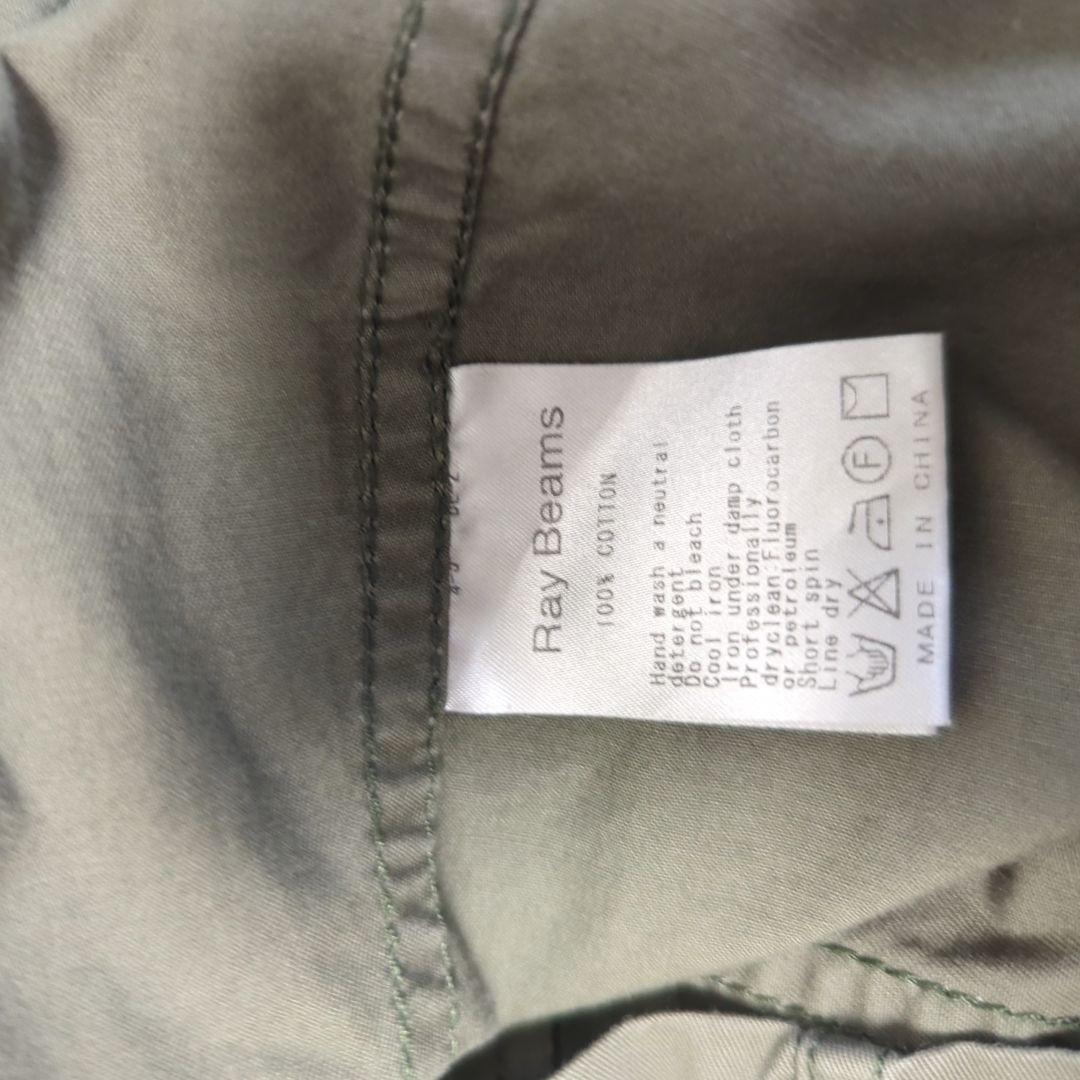 Ray Beams
100% COTTON
Hand wash a neutral
detergent
Do not bleach
Cool iron
Iron under damp cloth
Professionally
dryclean:Fluorocarbon
or petroleum
Short spin
Line dry
F
MADE IN CHINA